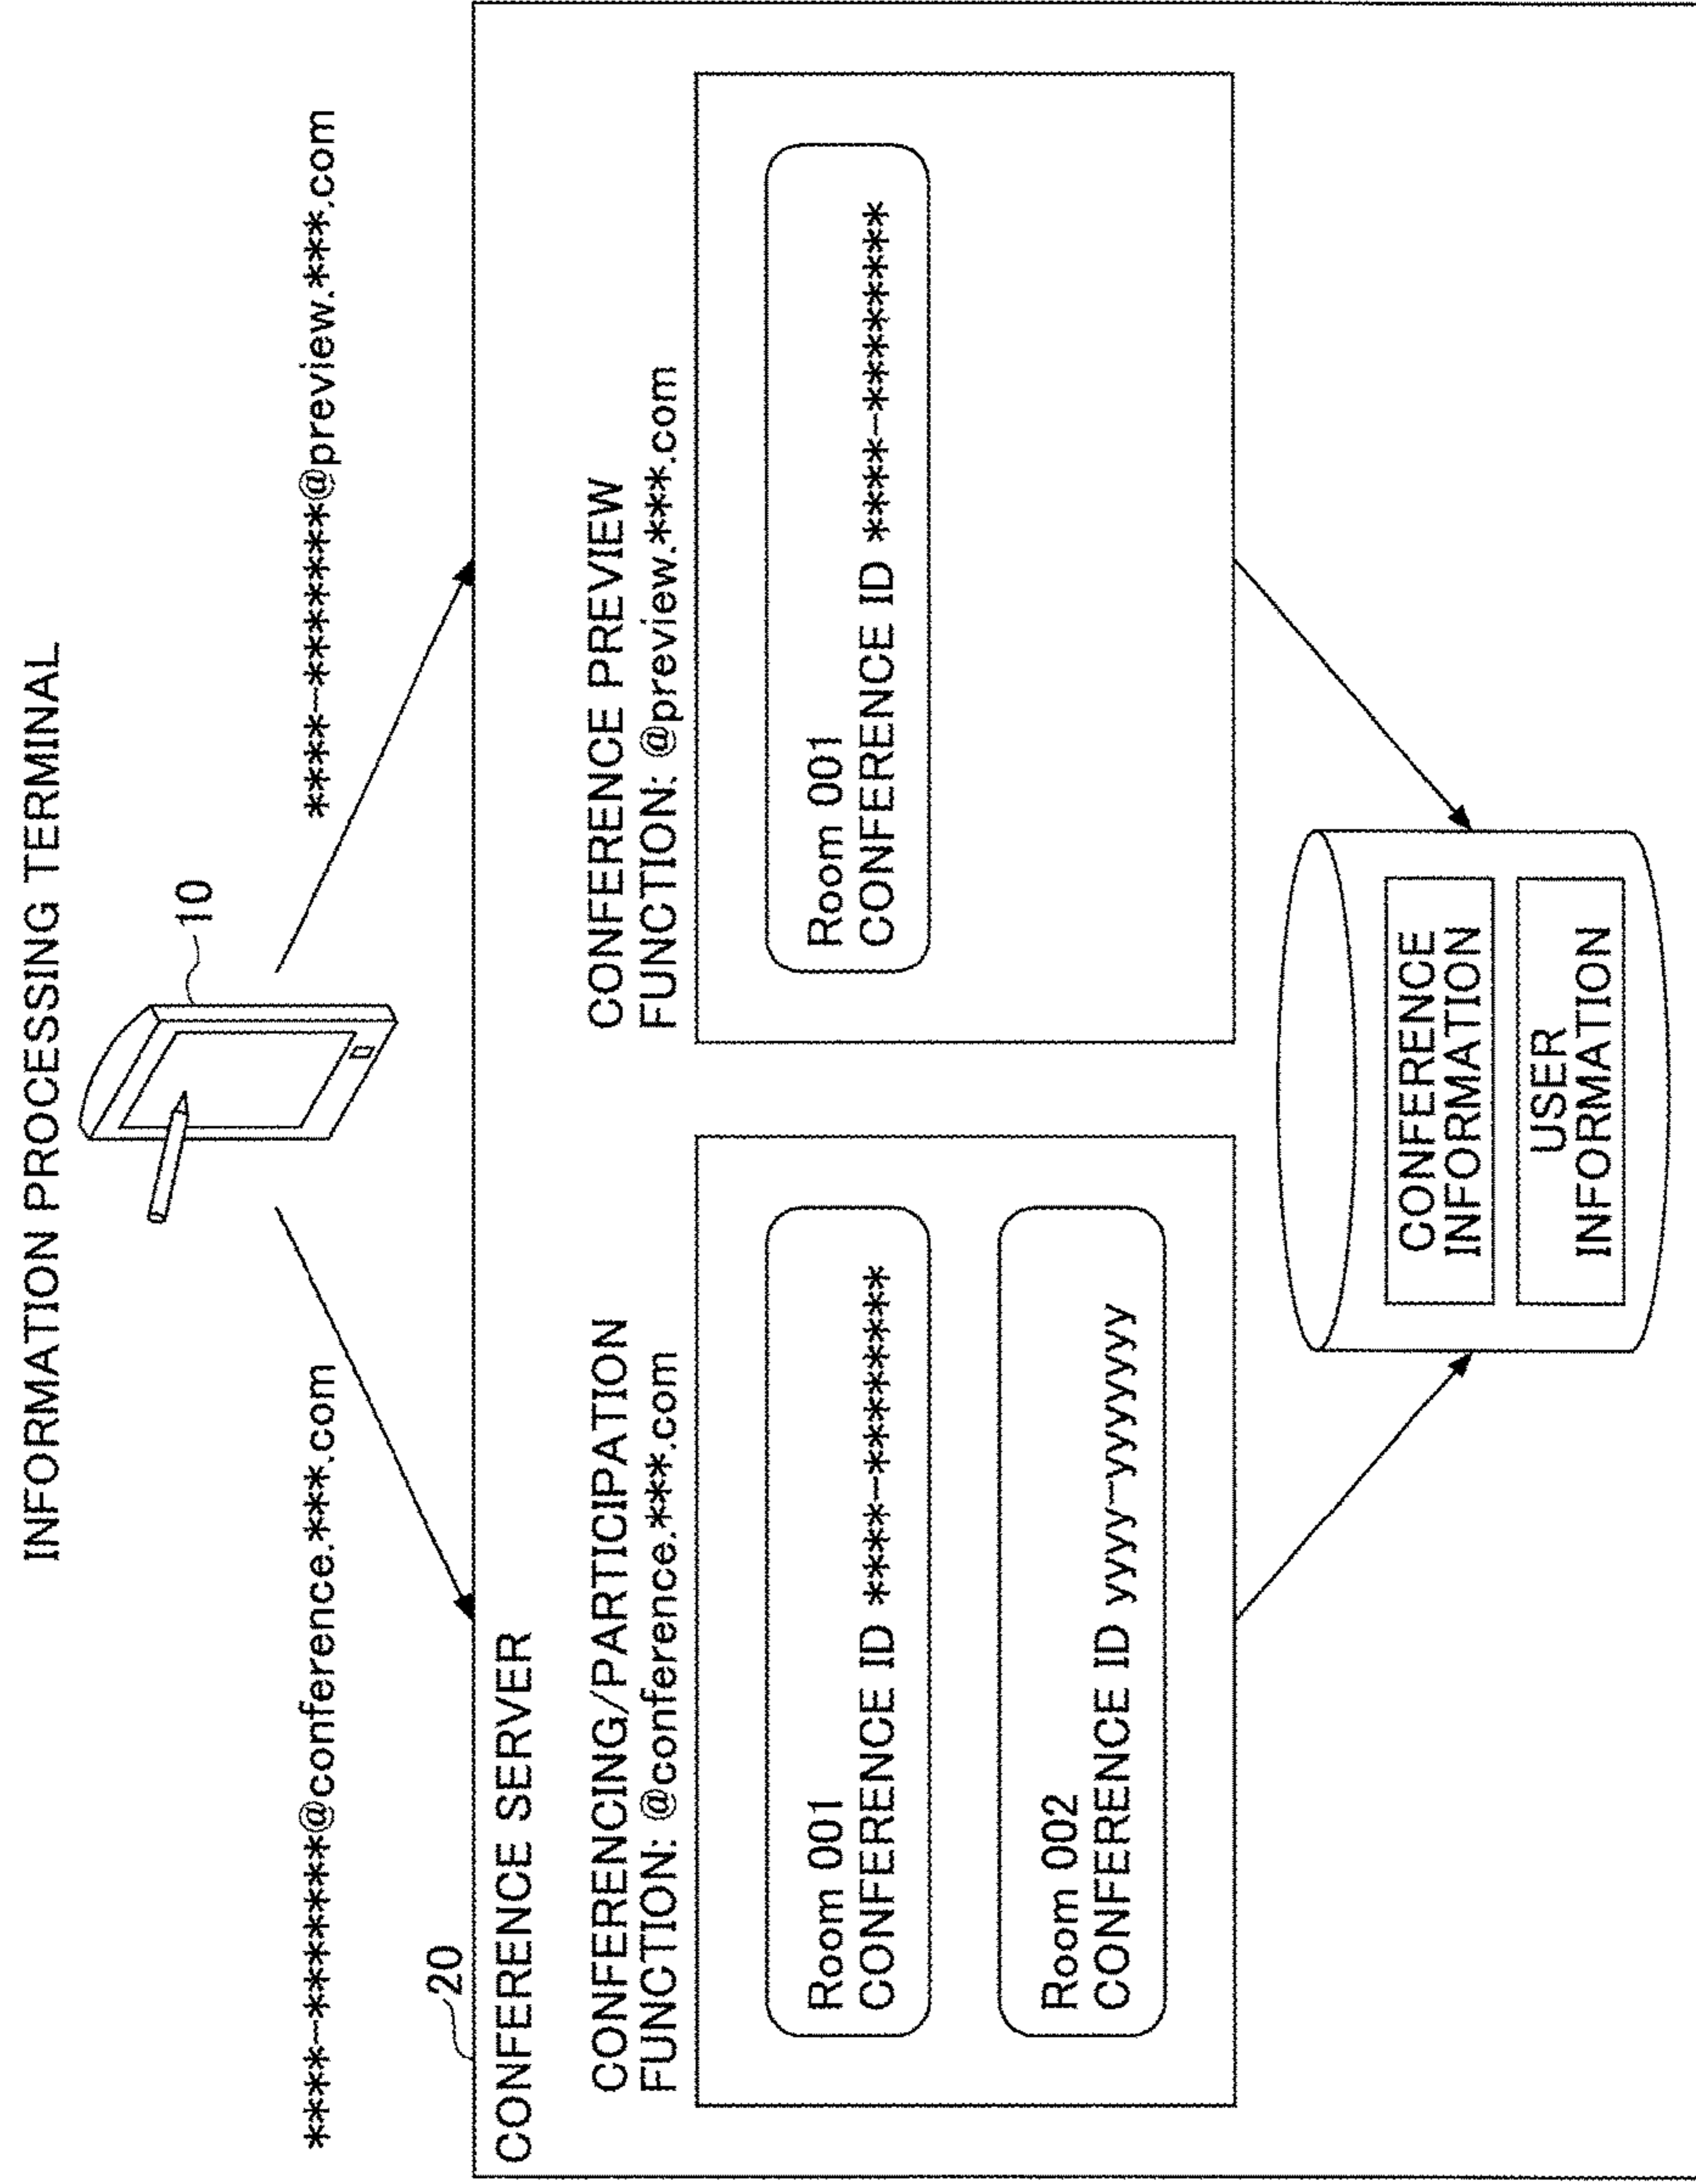 INFORMATION PROCESSING TERMINAL
10
****-*******@conference.***.com
****-*******@preview.***.com
20
CONFERENCE SERVER
CONFERENCING/PARTICIPATION
FUNCTION: @conference.***.com
Room 001
CONFERENCE ID ****-********
Room 002
CONFERENCE ID yyyy-yyyyyyyy
CONFERENCE PREVIEW
FUNCTION: @preview.***.com
Room 001
CONFERENCE ID ****-********
CONFERENCE
INFORMATION
USER
INFORMATION